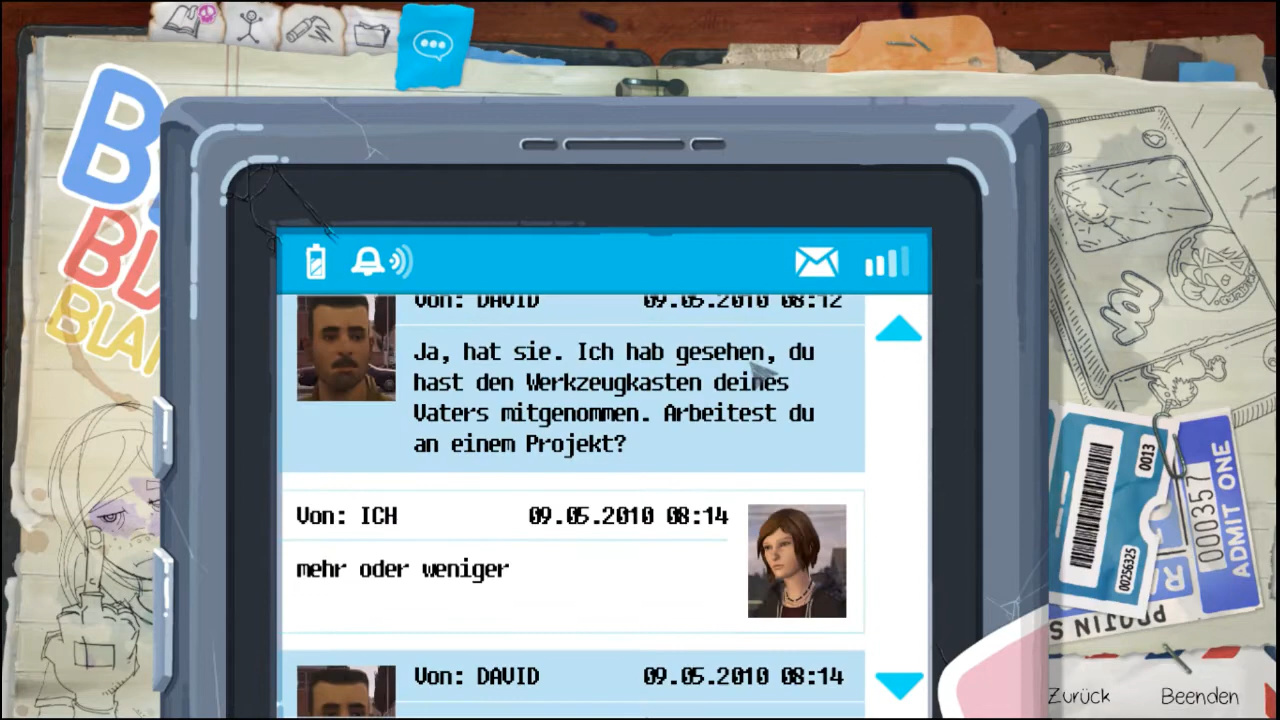 Von: DAVID 09.05.2010 08:12
Ja, hat sie. Ich hab gesehen, du
hast den Werkzeugkasten deines
Vaters mitgenommen. Arbeitest du
an einem Projekt?
Von: ICH 09.05.2010 08:14
mehr oder weniger
Von: DAVID 09.05.2010 08:14
0013
00256325
000357
ADMIT ONE
Zurück Beenden